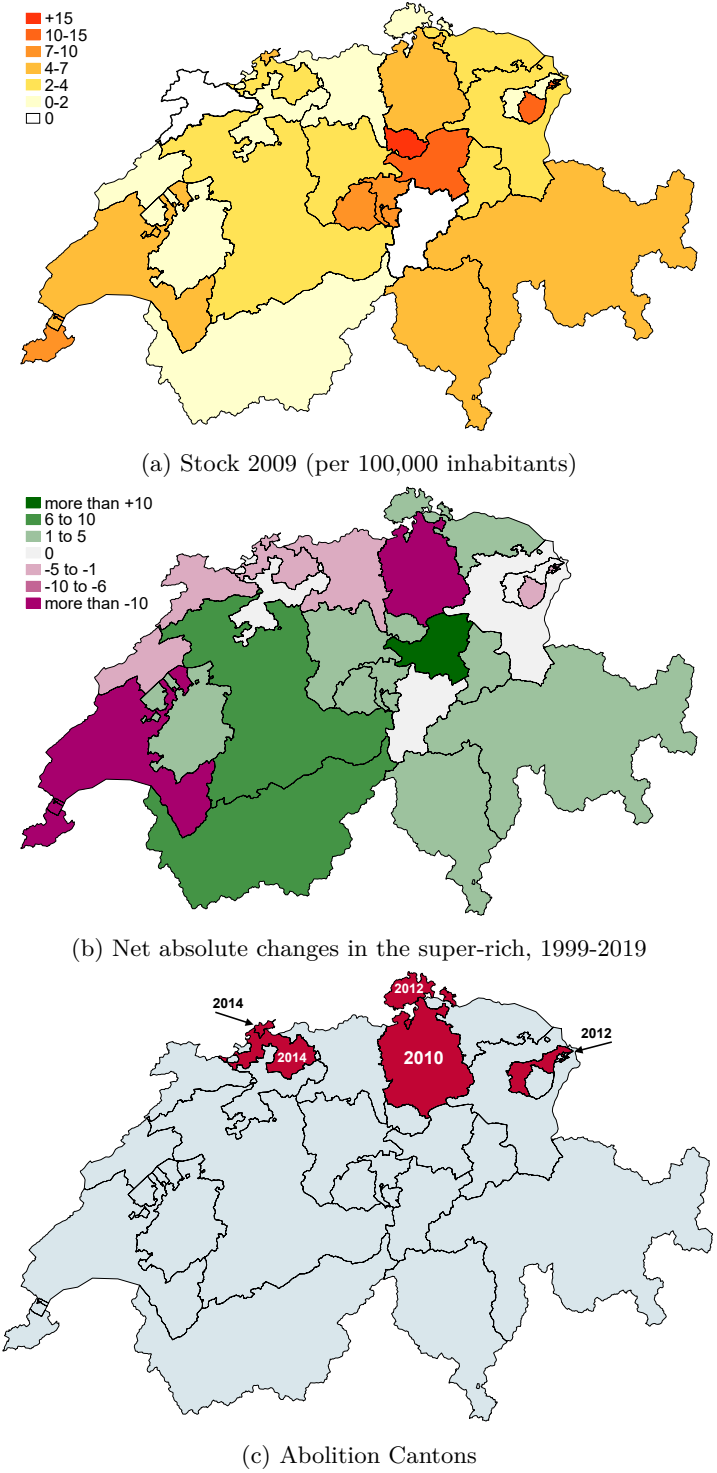 +15
10-15
7-10
4-7
2-4
0-2
0
(a) Stock 2009 (per 100,000 inhabitants)
more than +10
6 to 10
1 to 5
0
-5 to -1
-10 to -6
more than -10
(b) Net absolute changes in the super-rich, 1999-2019
2012
2014
2012
2014
2010
(c) Abolition Cantons